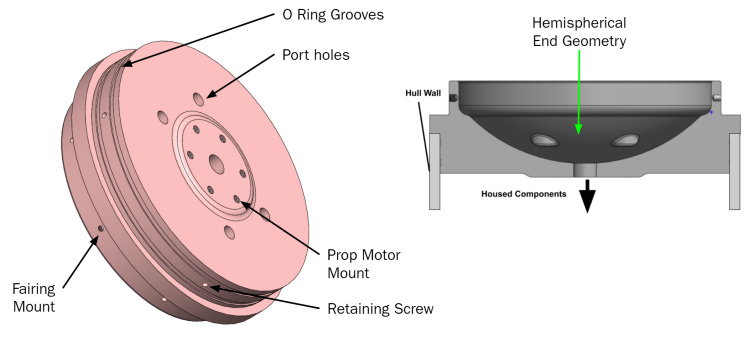 O Ring Grooves
Port holes
Prop Motor
Mount
Fairing
Mount
Retaining Screw
Hemispherical
End Geometry
Hull Wall
Housed Components